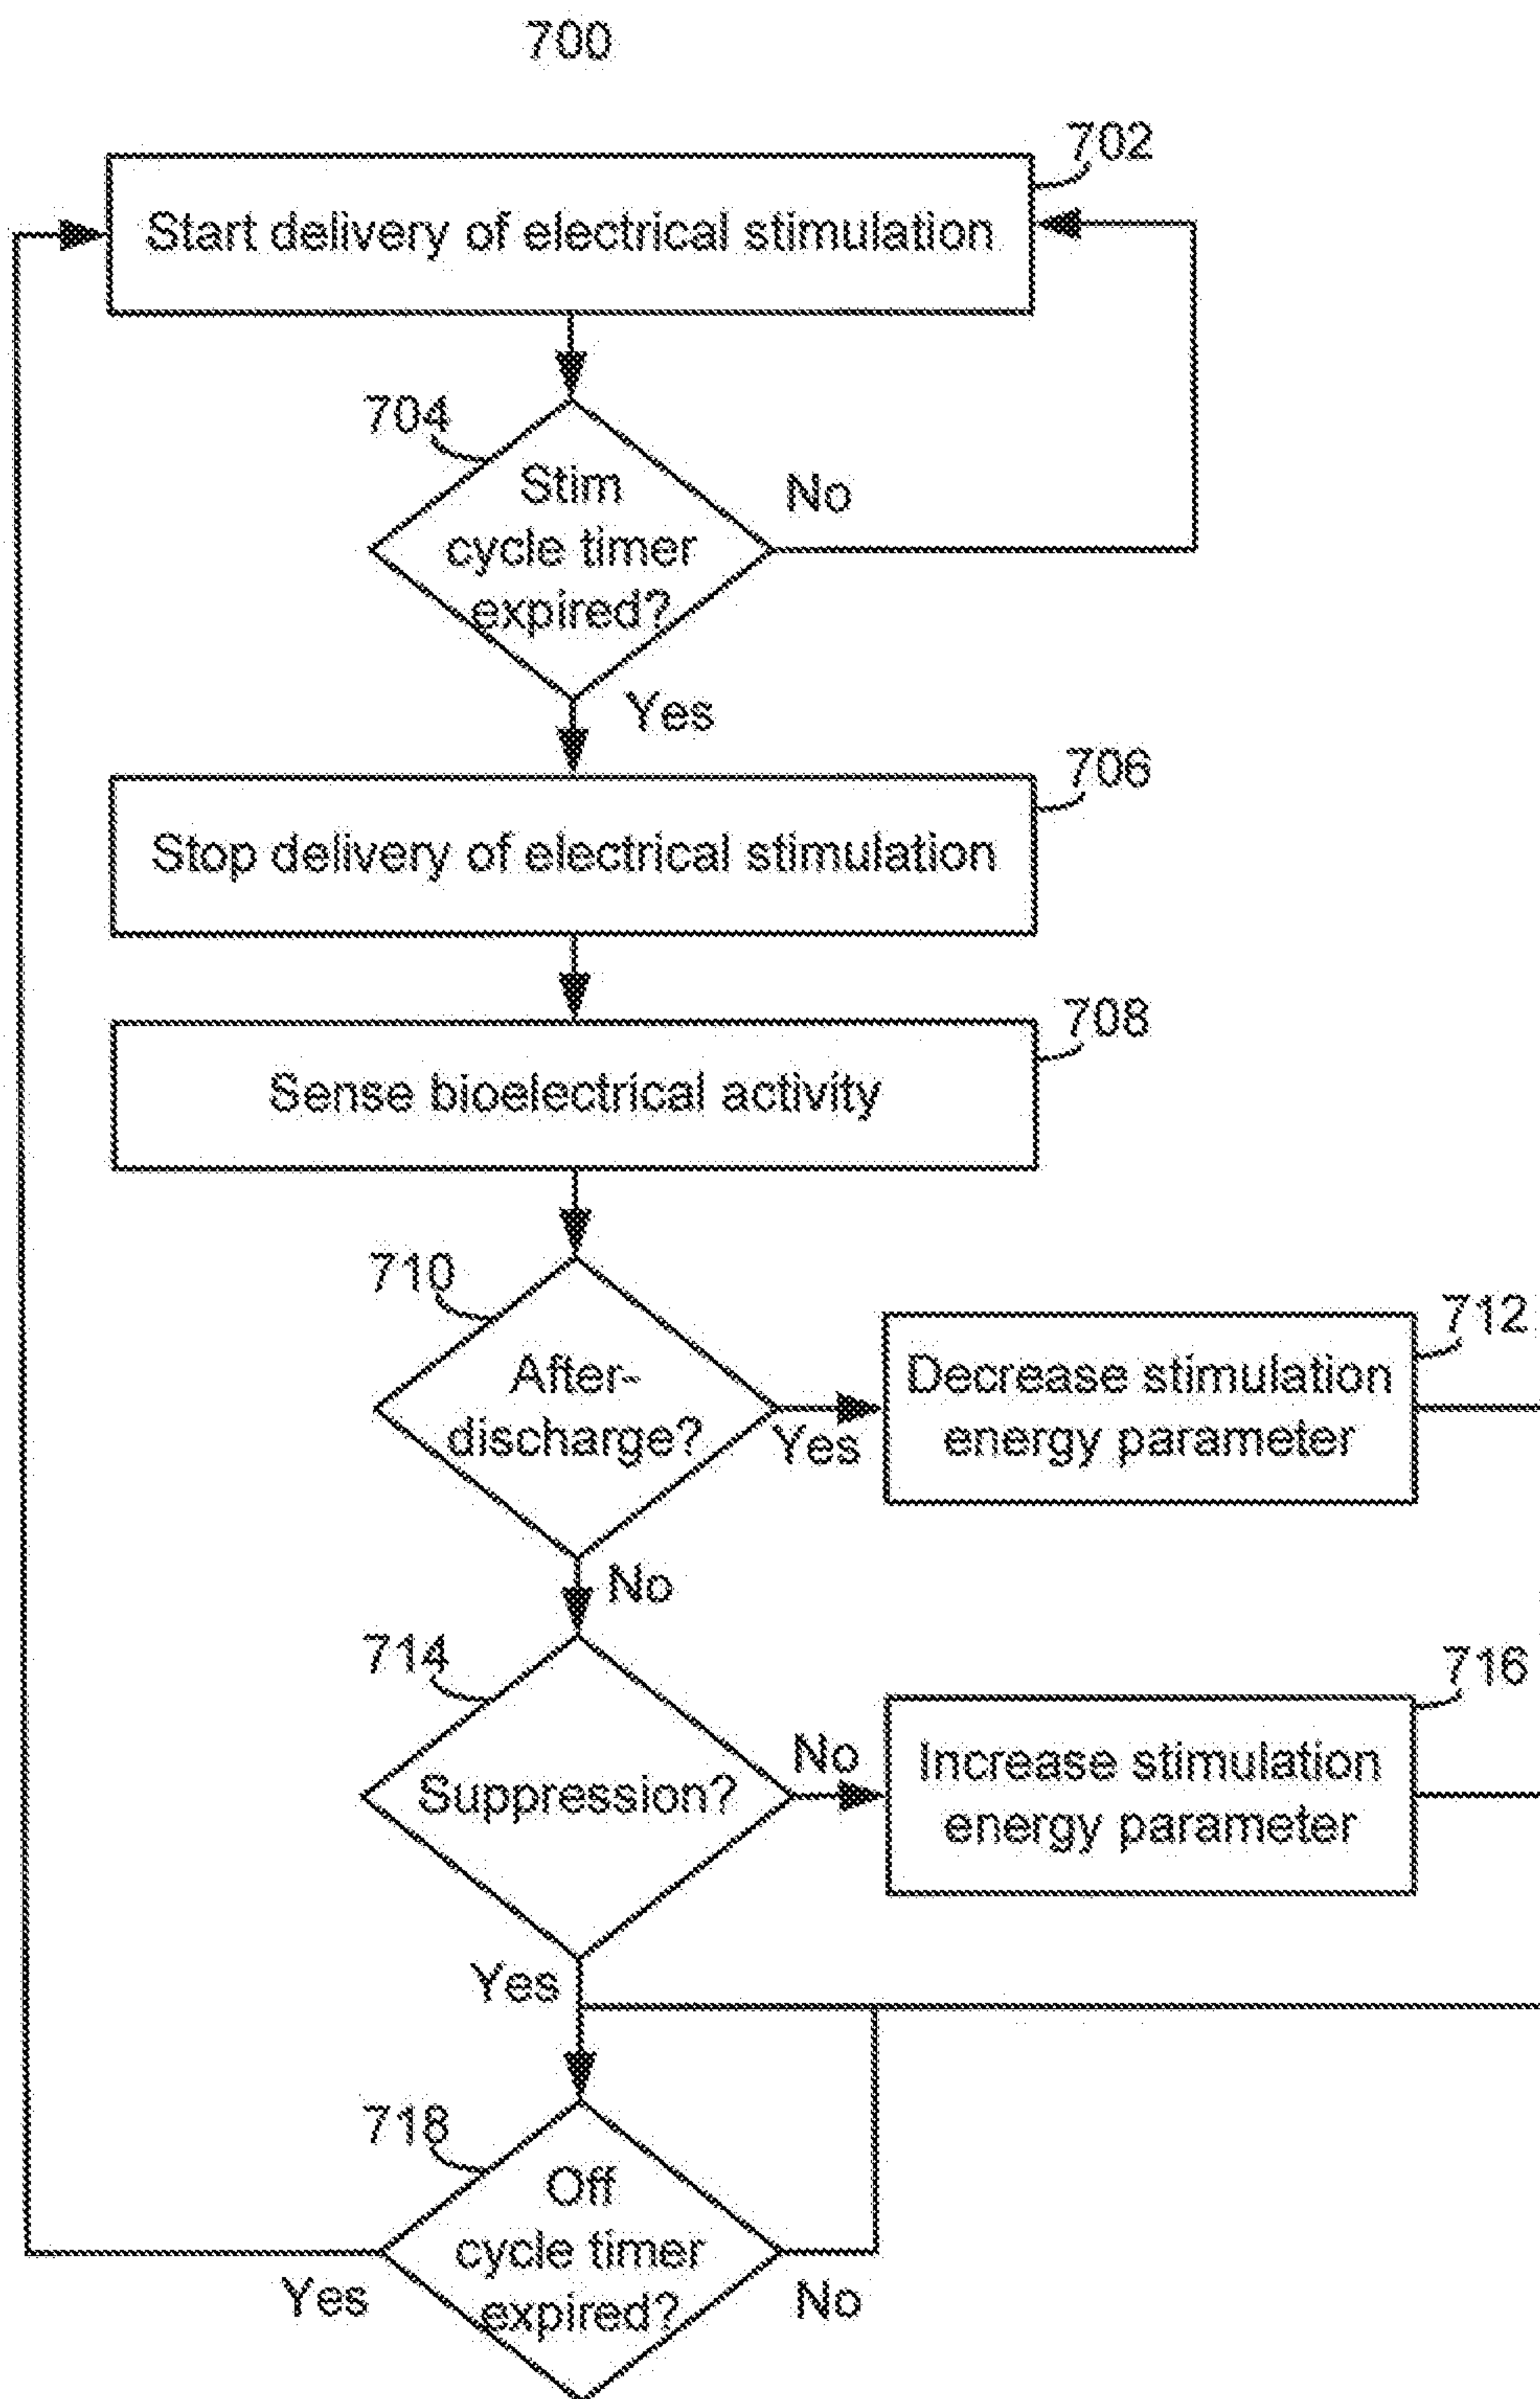 700
702
Start delivery of electrical stimulation
704
Stim
cycle timer
expired?
No
Yes
706
Stop delivery of electrical stimulation
708
Sense bioelectrical activity
710
After-
discharge?
Yes
712
Decrease stimulation
energy parameter
No
714
Suppression?
No
716
Increase stimulation
energy parameter
Yes
718
Off
cycle timer
expired?
Yes
No